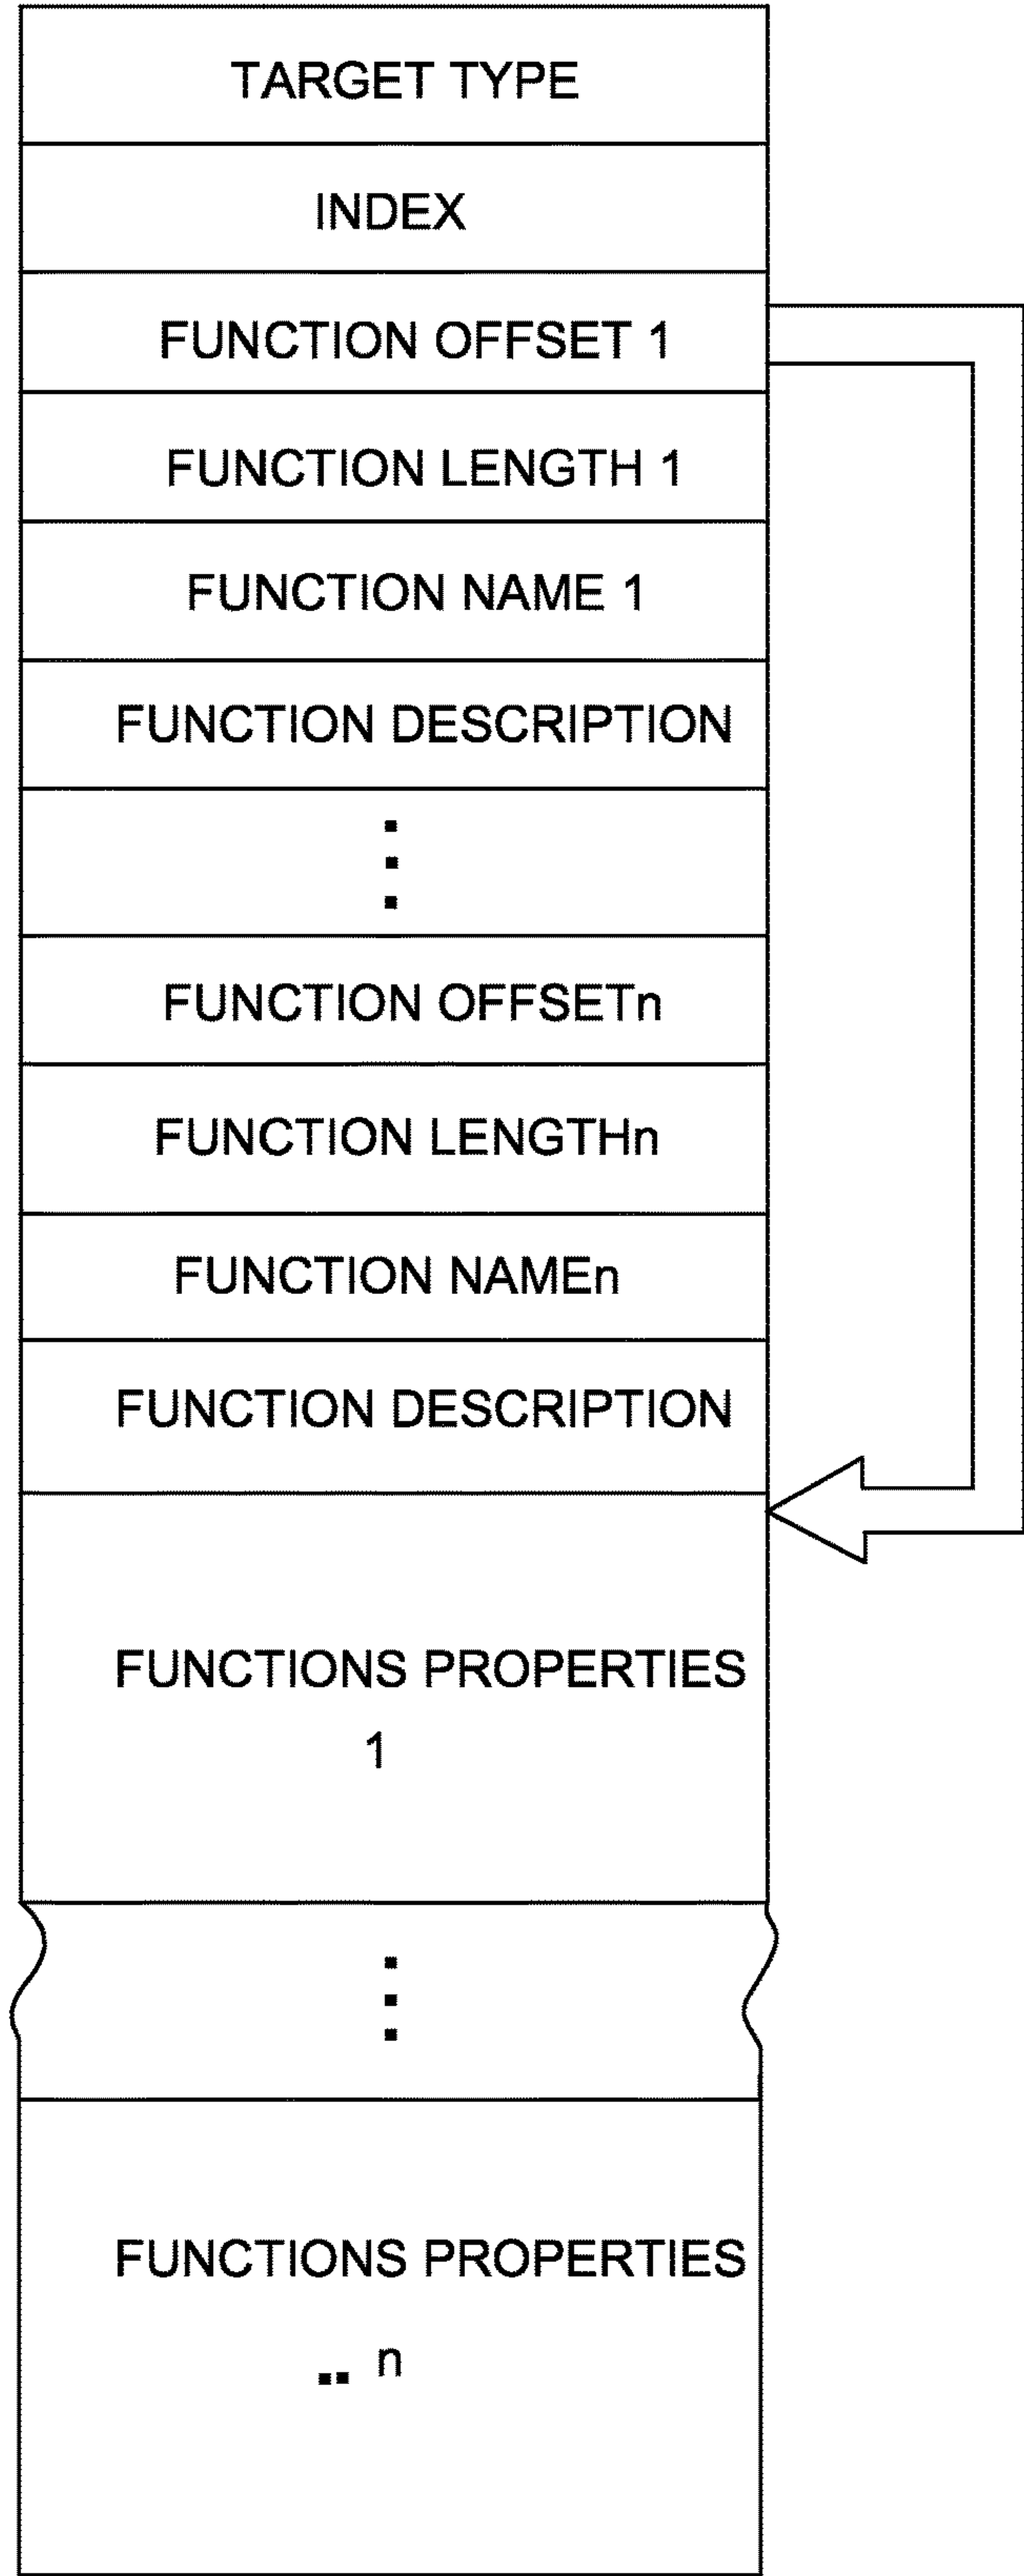 TARGET TYPE
INDEX
FUNCTION OFFSET 1
FUNCTION LENGTH 1
FUNCTION NAME 1
FUNCTION DESCRIPTION
FUNCTION OFFSETn
FUNCTION LENGTHn
FUNCTION NAMEn
FUNCTION DESCRIPTION
FUNCTIONS PROPERTIES
1
FUNCTIONS PROPERTIES
.. n